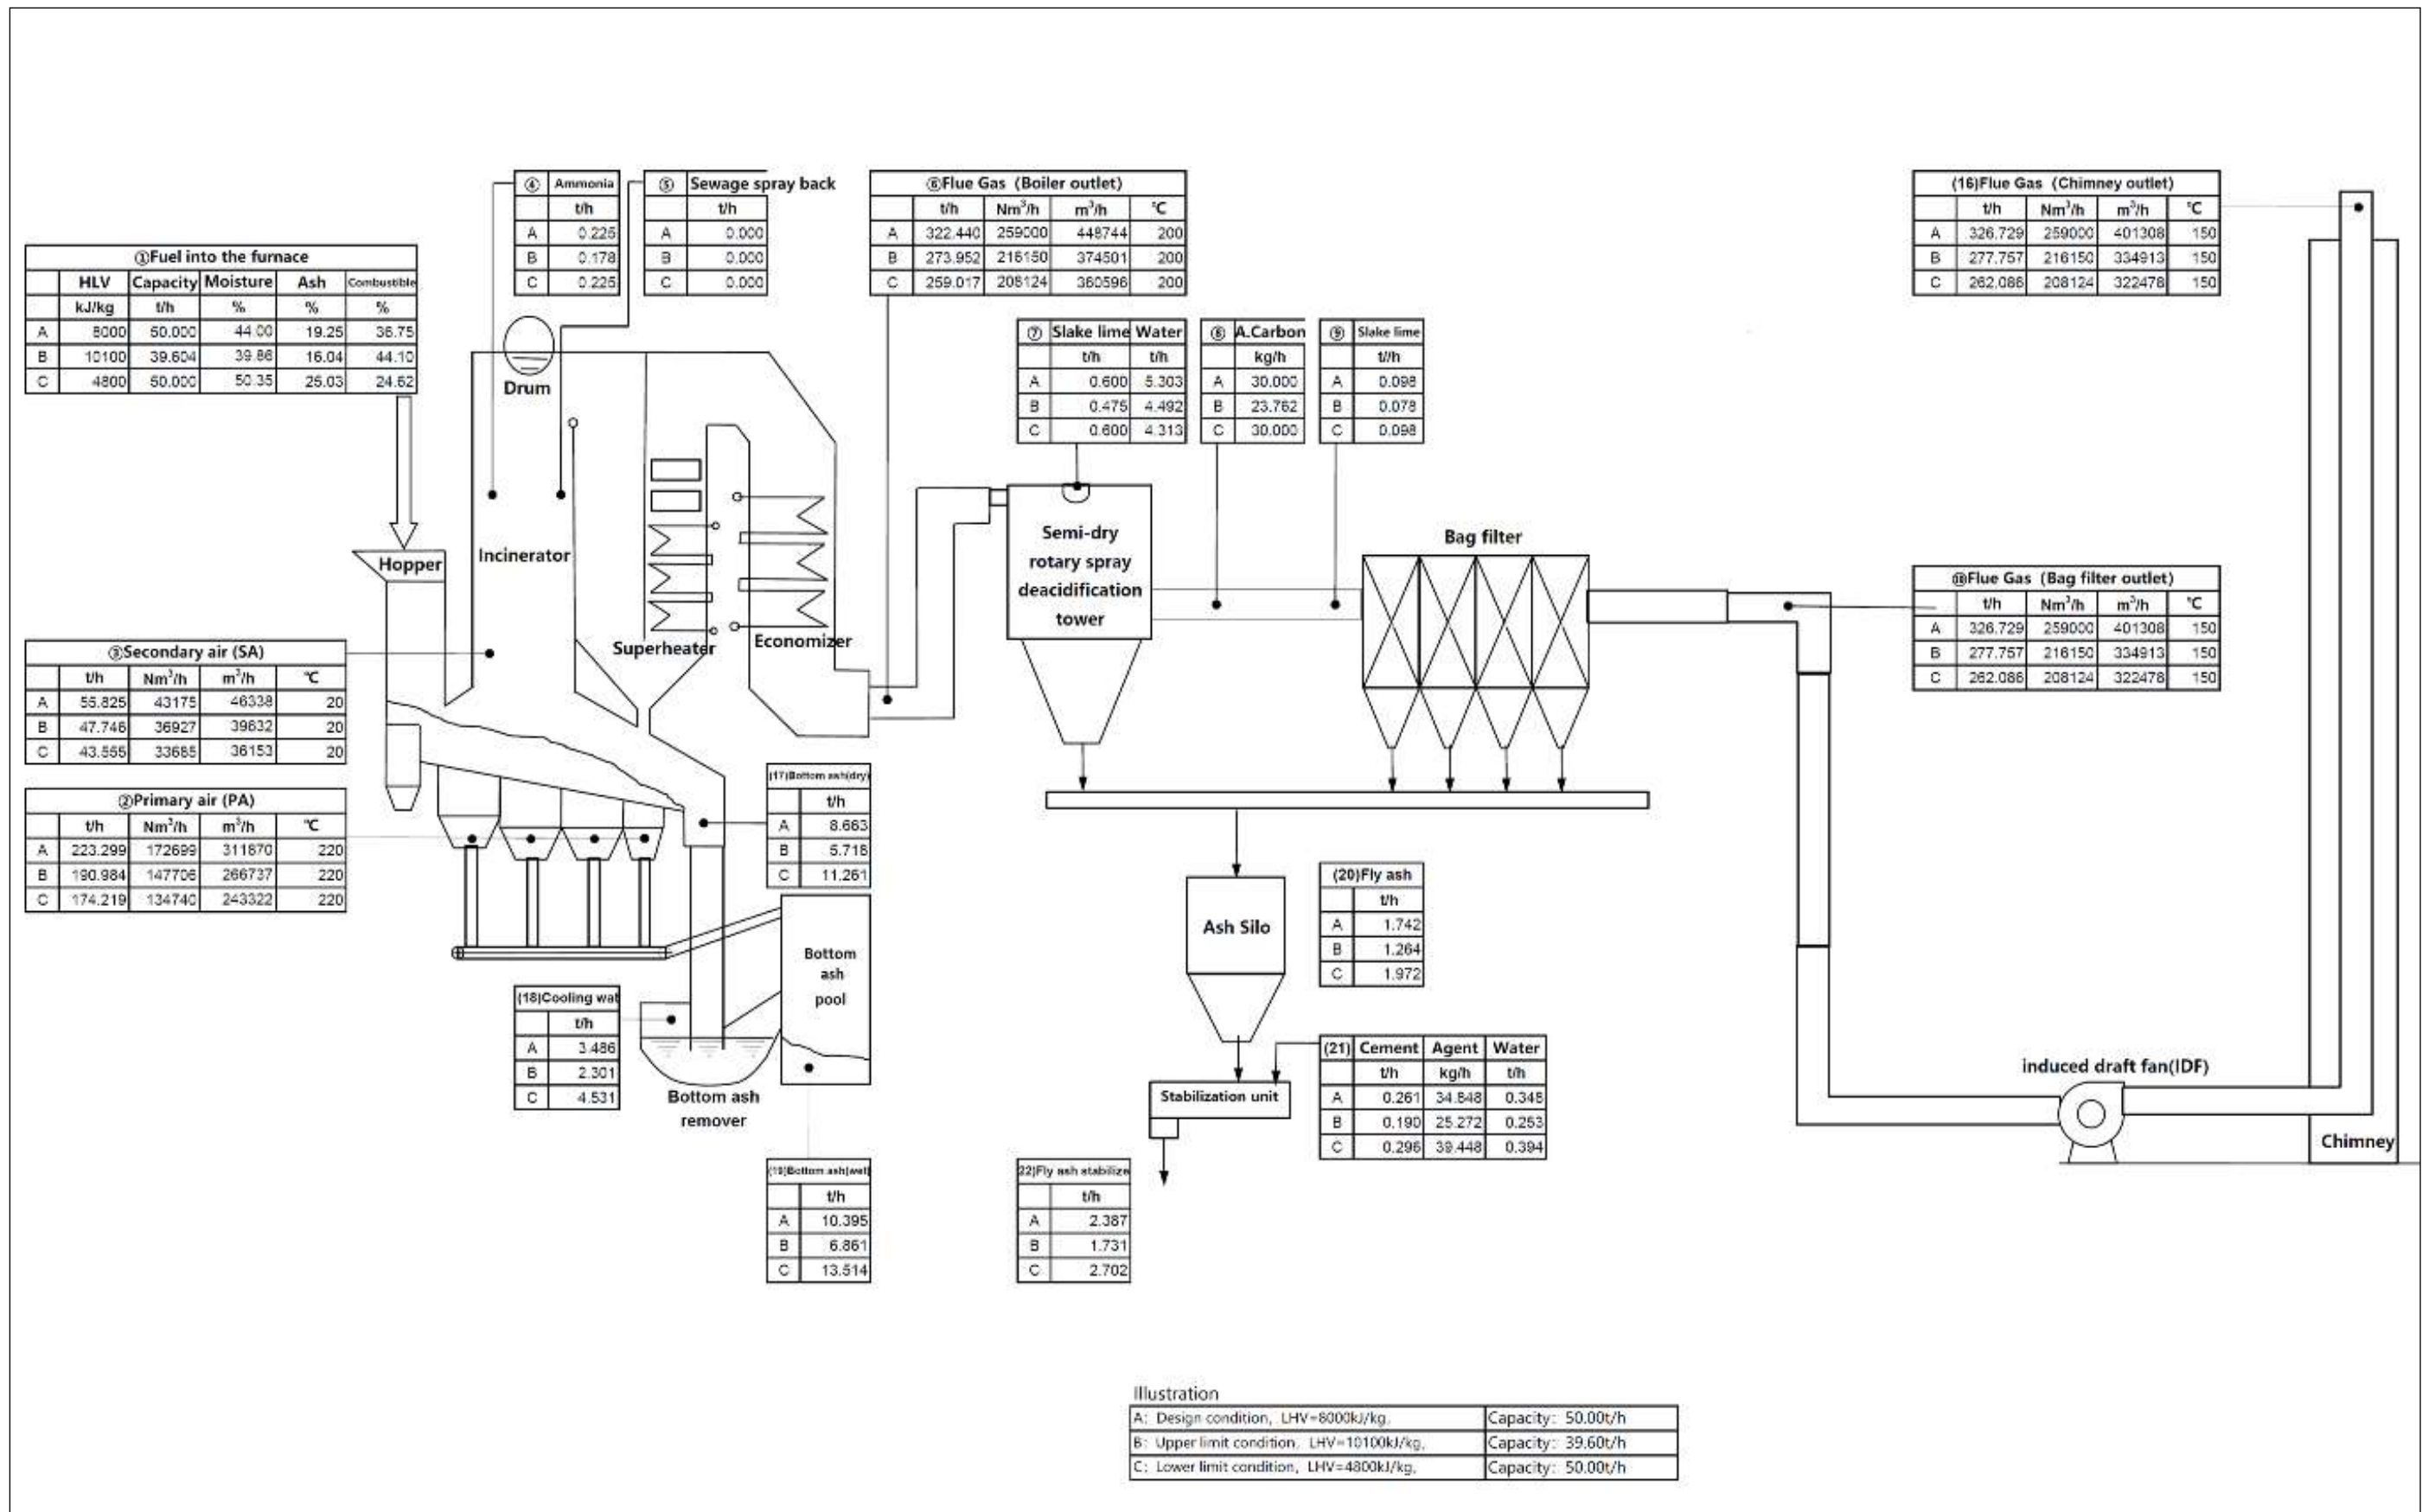 ④ Ammonia
t/h
A 0.225
B 0.178
C 0.225
⑤ Sewage spray back
t/h
A 0.000
B 0.000
C 0.000
⑥Flue Gas (Boiler outlet)
t/h Nm³/h m³/h ℃
A 322.440 259000 448744 200
B 273.952 216150 374501 200
C 259.017 208124 360596 200
(16)Flue Gas (Chimney outlet)
t/h Nm³/h m³/h ℃
A 326.729 259000 401308 150
B 277.757 216150 334913 150
C 262.086 208124 322478 150
①Fuel into the furnace
HLV Capacity Moisture Ash Combustible
kJ/kg t/h % % %
A 8000 50.000 44.00 19.25 36.75
B 10100 39.604 39.86 16.04 44.10
C 4800 50.000 50.35 25.03 24.62
Drum
⑦ Slake lime Water
t/h t/h
A 0.600 5.303
B 0.475 4.492
C 0.600 4.313
⑧ A.Carbon
kg/h
A 30.000
B 23.762
C 30.000
⑨ Slake lime
t//h
A 0.098
B 0.078
C 0.098
Hopper
Incinerator
Superheater
Economizer
Semi-dry
rotary spray
deacidification
tower
Bag filter
⑩Flue Gas (Bag filter outlet)
t/h Nm³/h m³/h ℃
A 326.729 259000 401308 150
B 277.757 216150 334913 150
C 262.086 208124 322478 150
③Secondary air (SA)
t/h Nm³/h m³/h ℃
A 55.825 43175 46338 20
B 47.746 36927 39632 20
C 43.555 33685 36153 20
②Primary air (PA)
t/h Nm³/h m³/h ℃
A 223.299 172699 311870 220
B 190.984 147706 266737 220
C 174.219 134740 243322 220
(17)Bottom ash(dry)
t/h
A 8.663
B 5.718
C 11.261
Bottom
ash
pool
Ash Silo
(20)Fly ash
t/h
A 1.742
B 1.264
C 1.972
(18)Cooling wat
t/h
A 3.486
B 2.301
C 4.531
Bottom ash
remover
Stabilization unit
(21) Cement Agent Water
t/h kg/h t/h
A 0.261 34.848 0.348
B 0.190 25.272 0.253
C 0.296 39.448 0.394
induced draft fan(IDF)
Chimney
(19)Bottom ash(wet)
t/h
A 10.395
B 6.861
C 13.514
22)Fly ash stabilize
t/h
A 2.387
B 1.731
C 2.702
Illustration
A: Design condition, LHV=8000kJ/kg, Capacity: 50.00t/h
B: Upper limit condition, LHV=10100kJ/kg, Capacity: 39.60t/h
C: Lower limit condition, LHV=4800kJ/kg, Capacity: 50.00t/h